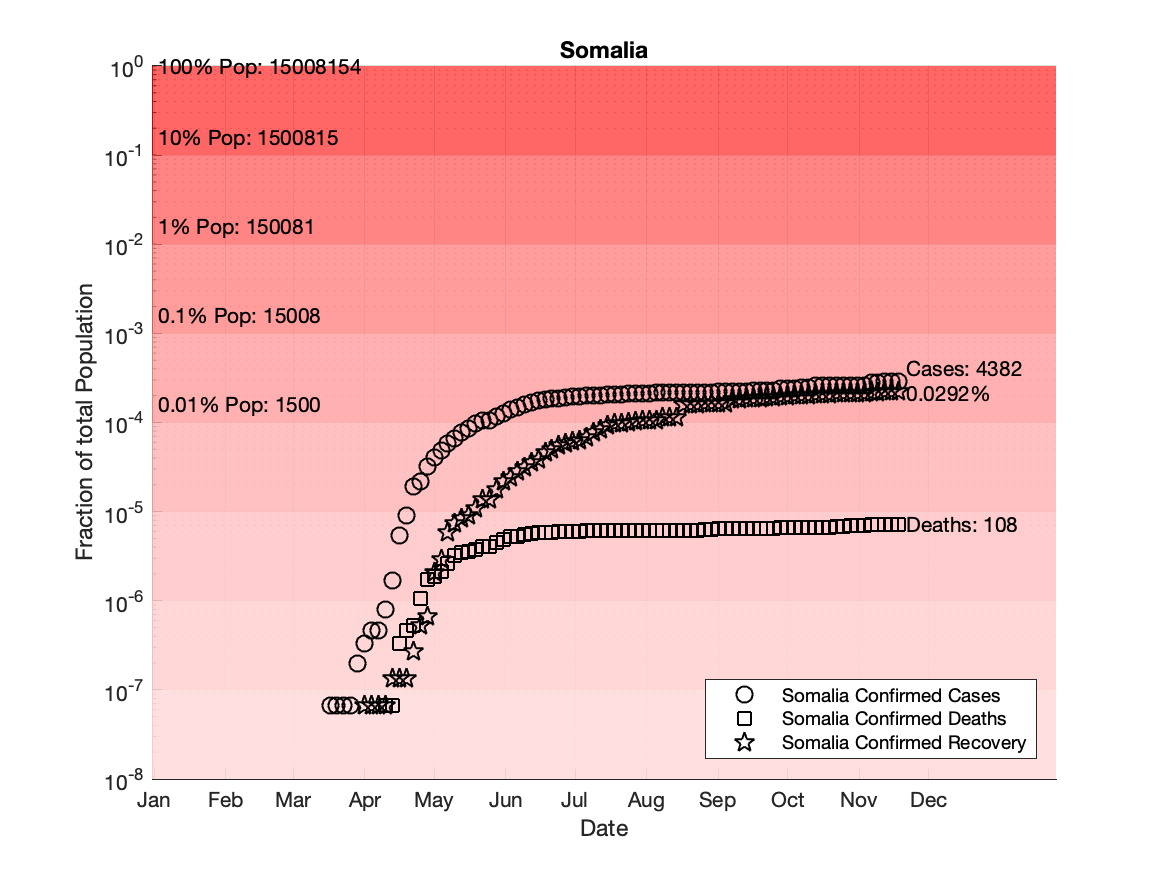 Somalia
10^0
100% Pop: 15008154
10% Pop: 1500815
10^-1
1% Pop: 150081
10^-2
0.1% Pop: 15008
10^-3
Cases: 4382
0.0292%
0.01% Pop: 1500
10^-4
10^-5
Deaths: 108
10^-6
10^-7
10^-8
Fraction of total Population
Somalia Confirmed Cases
Somalia Confirmed Deaths
Somalia Confirmed Recovery
Jan Feb Mar Apr May Jun Jul Aug Sep Oct Nov Dec
Date